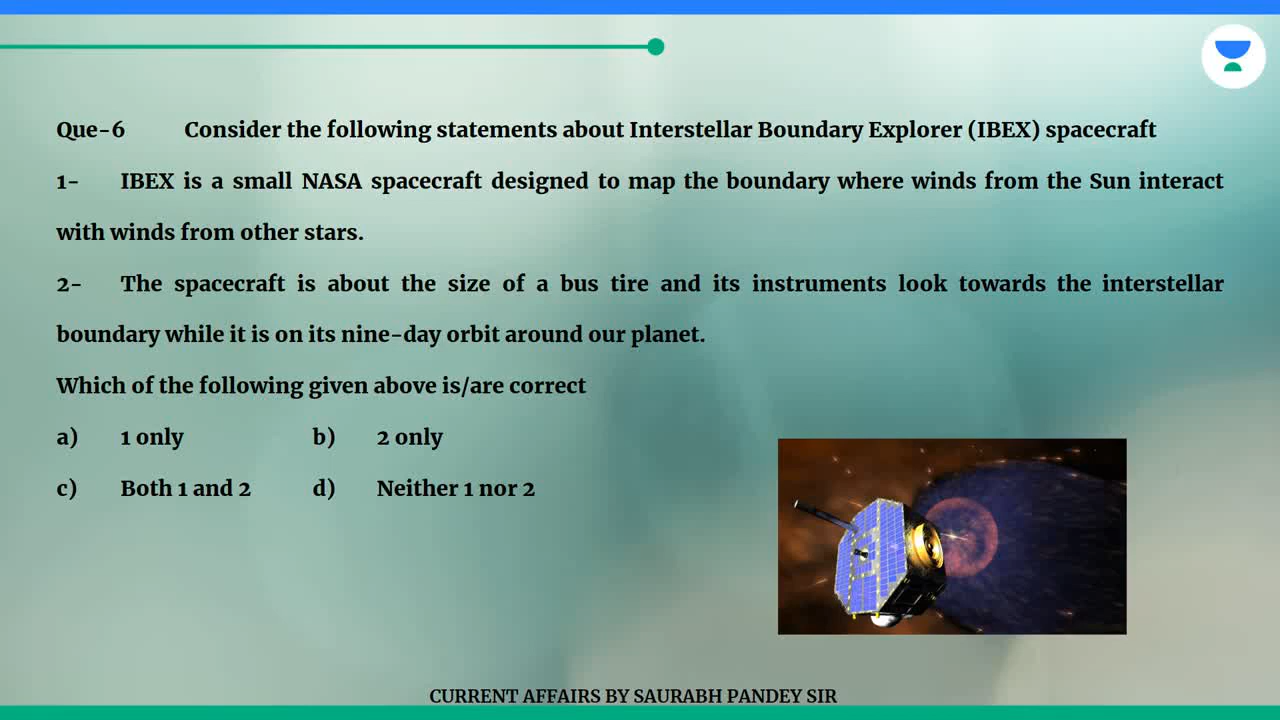 Que-6 Consider the following statements about Interstellar Boundary Explorer (IBEX) spacecraft
1- IBEX is a small NASA spacecraft designed to map the boundary where winds from the Sun interact
with winds from other stars.
2- The spacecraft is about the size of a bus tire and its instruments look towards the interstellar
boundary while it is on its nine-day orbit around our planet.
Which of the following given above is/are correct
a) 1 only b) 2 only
c) Both 1 and 2 d) Neither 1 nor 2
CURRENT AFFAIRS BY SAURABH PANDEY SIR